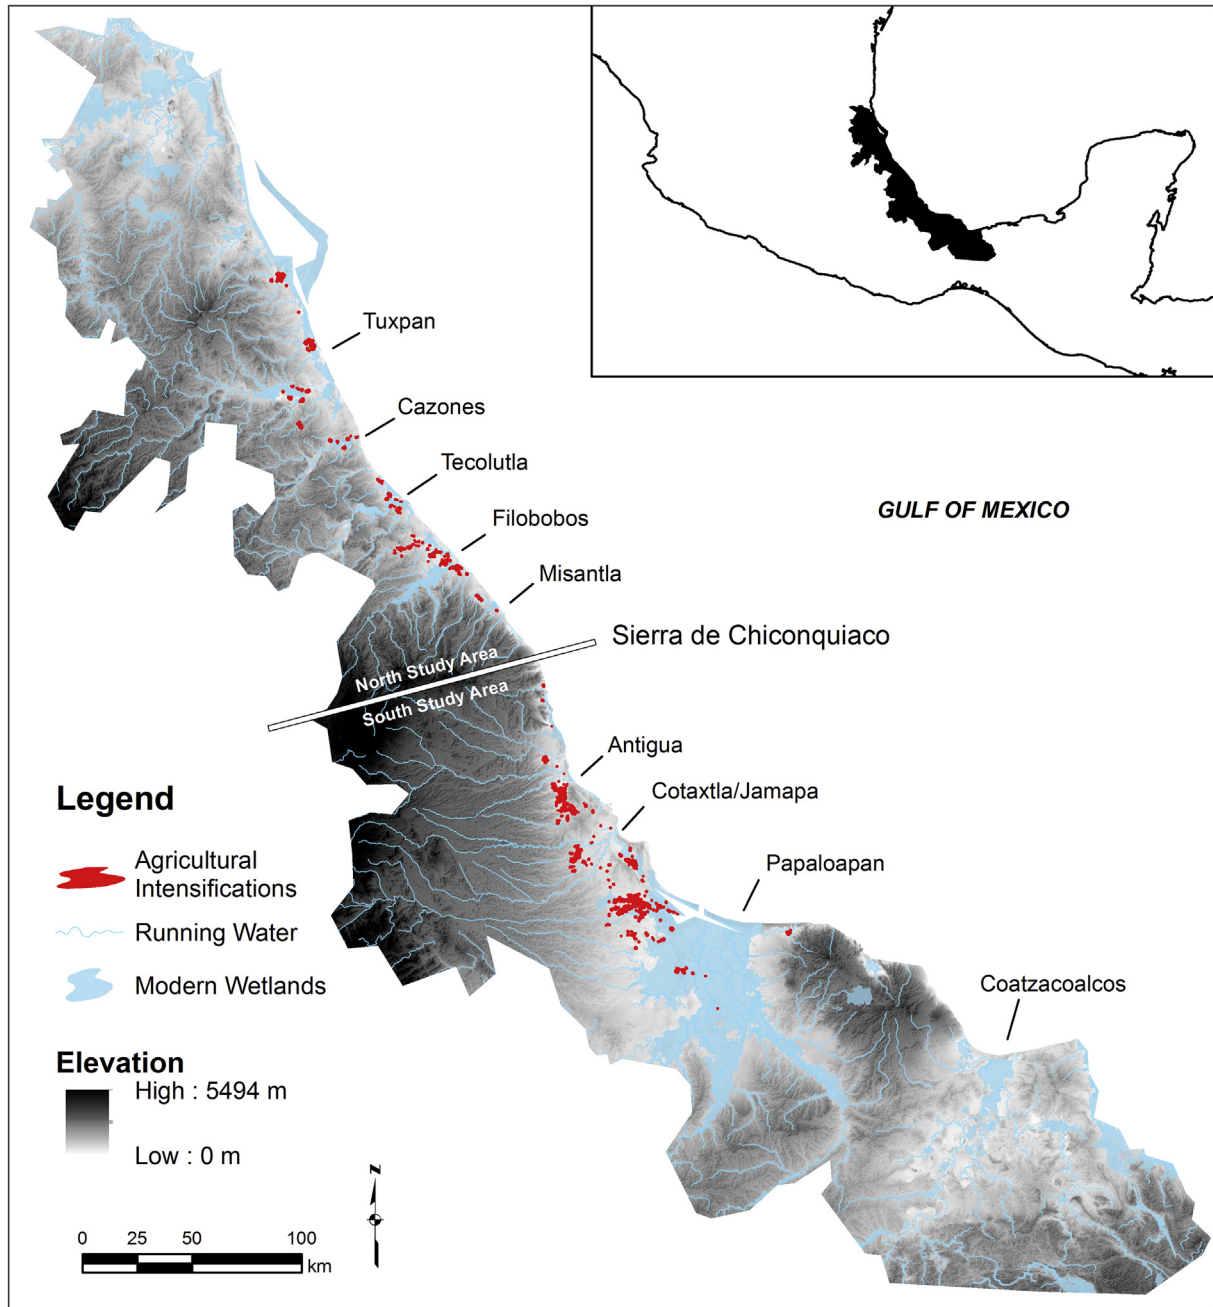 Tuxpan
Cazones
Tecolutla
GULF OF MEXICO
Filobobos
Misantla
Sierra de Chiconquiaco
North Study Area
South Study Area
Antigua
Cotaxtla/Jamapa
Papaloapan
Coatzacoalcos
Legend
Agricultural
Intensifications
Running Water
Modern Wetlands
Elevation
High : 5494 m
Low : 0 m
N
0 25 50 100
km